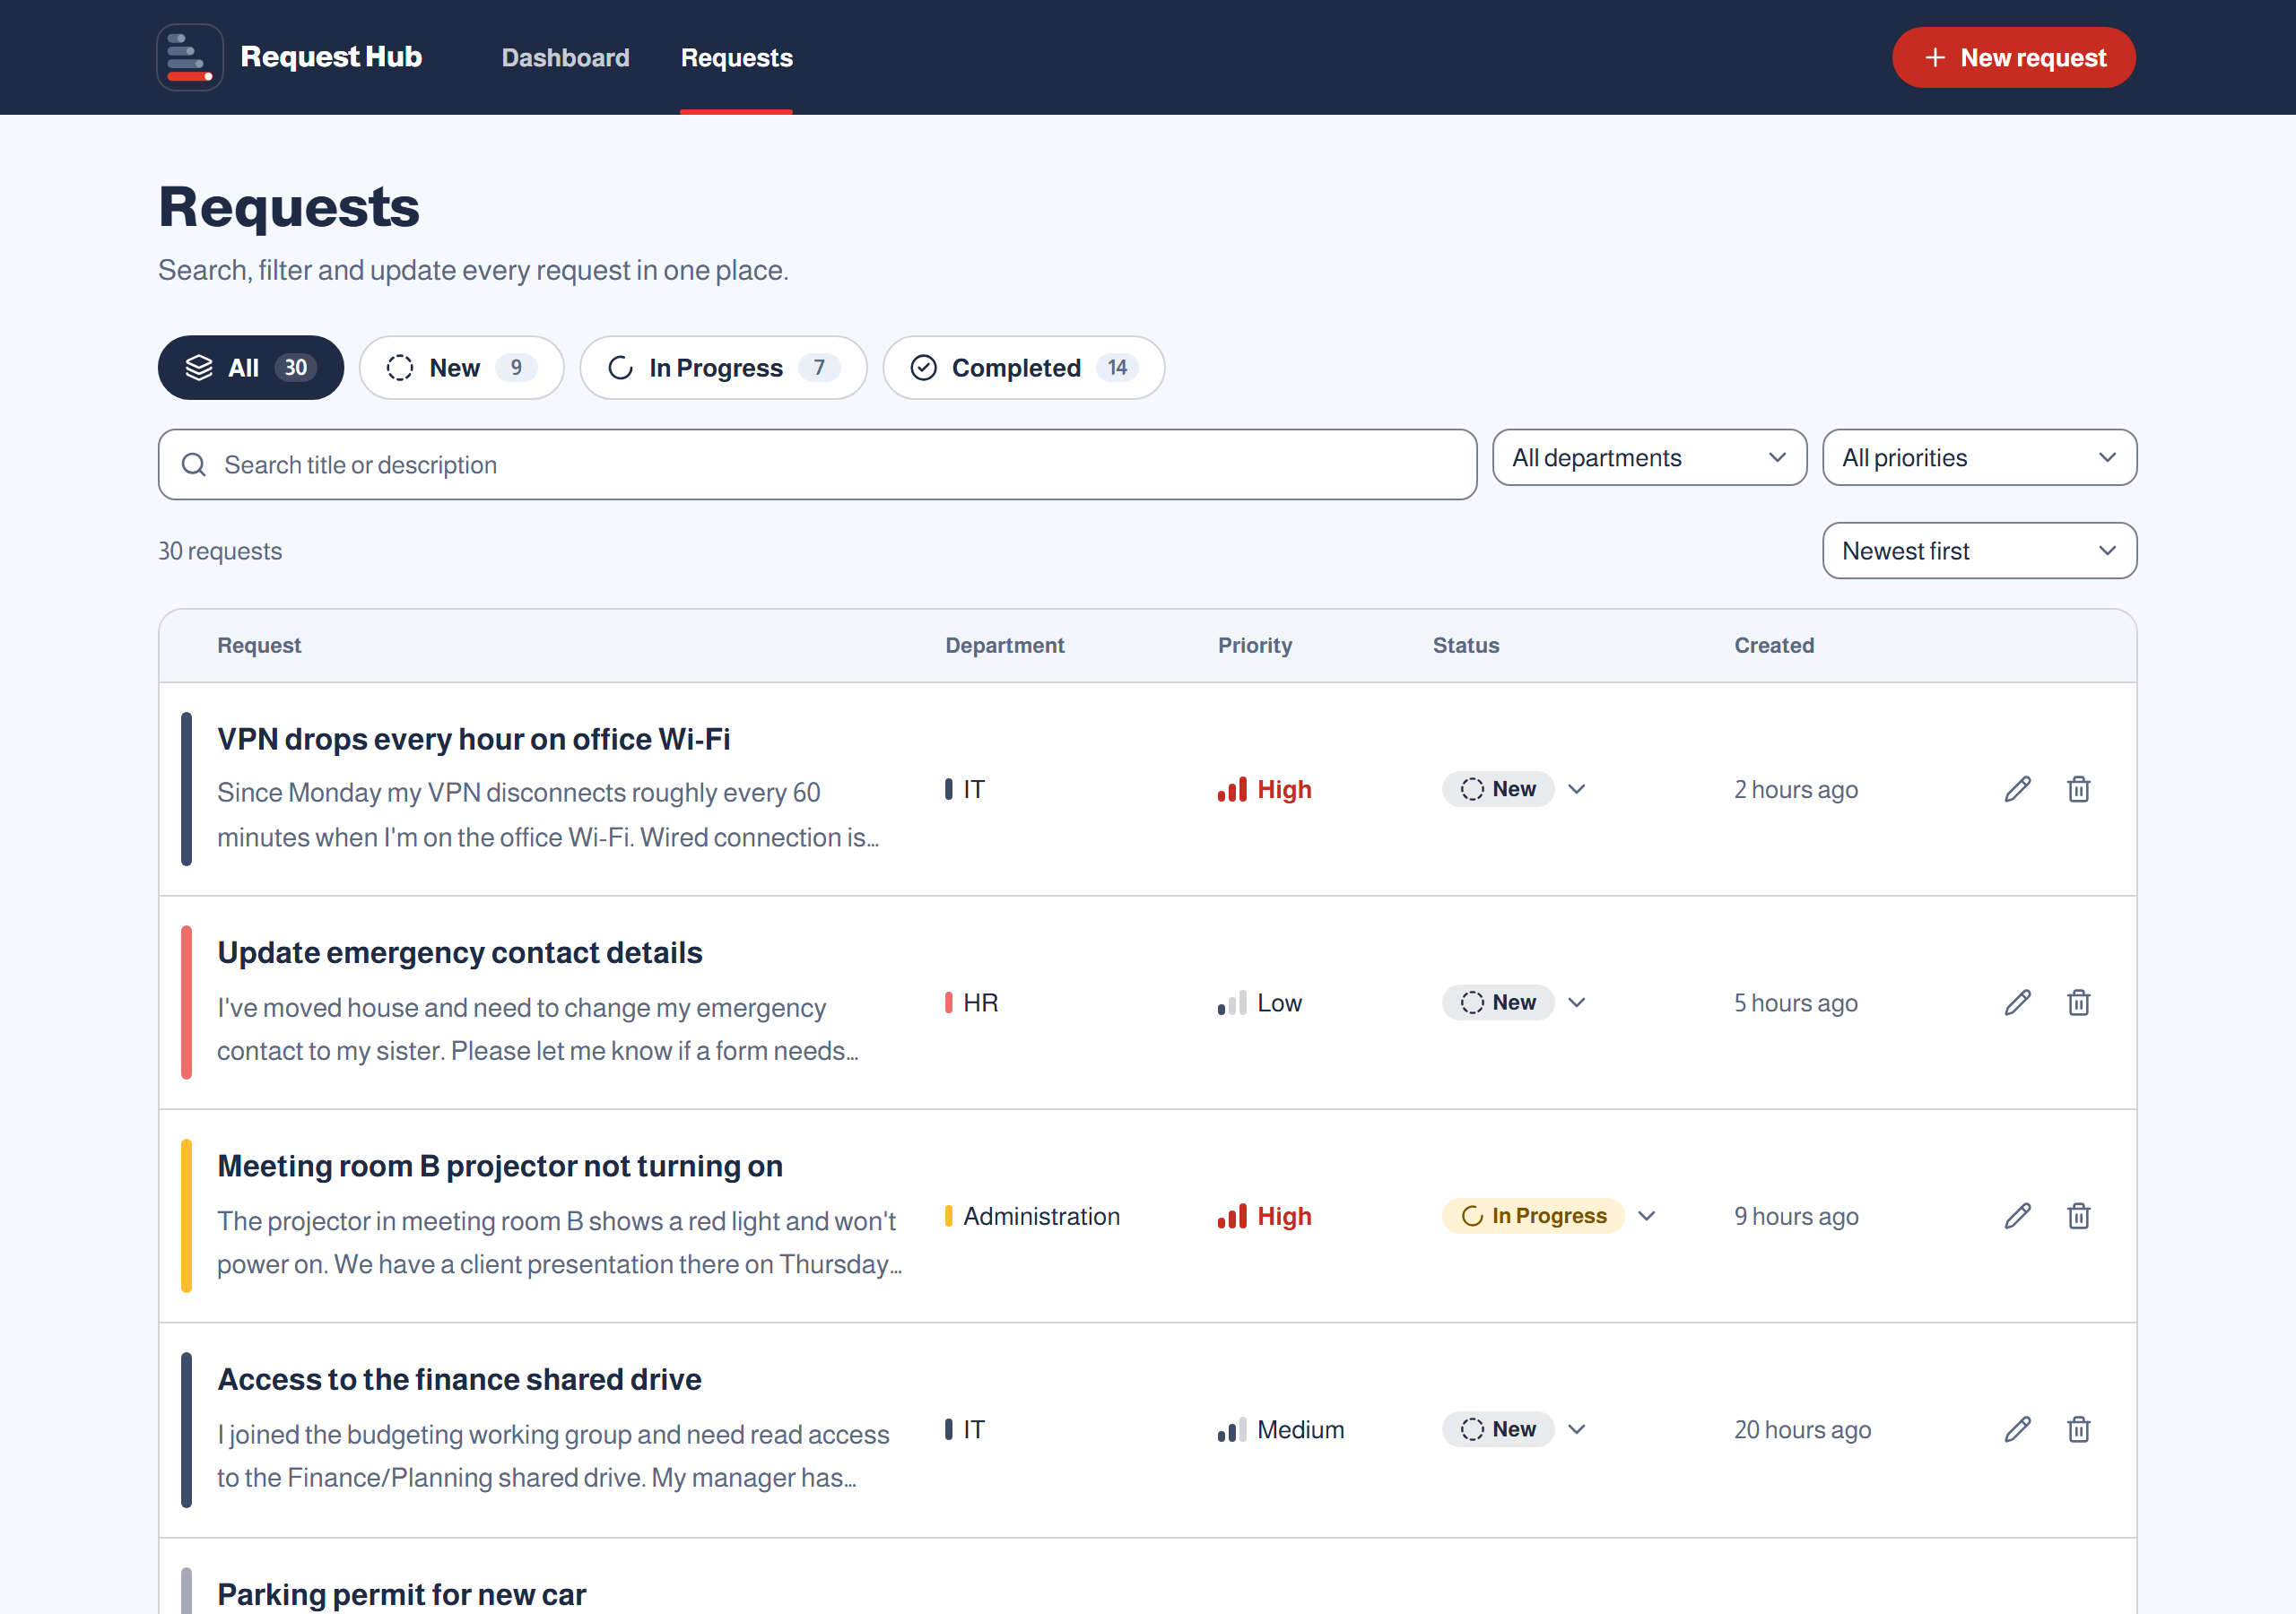 Request Hub
Dashboard
Requests
New request
Requests
Search, filter and update every request in one place.
All 30
New 9
In Progress 7
Completed 14
Search title or description
All departments
All priorities
30 requests
Newest first
Request Department Priority Status Created
VPN drops every hour on office Wi-Fi
Since Monday my VPN disconnects roughly every 60
minutes when I'm on the office Wi-Fi. Wired connection is…
IT High New 2 hours ago
Update emergency contact details
I've moved house and need to change my emergency
contact to my sister. Please let me know if a form needs…
HR Low New 5 hours ago
Meeting room B projector not turning on
The projector in meeting room B shows a red light and won't
power on. We have a client presentation there on Thursday…
Administration High In Progress 9 hours ago
Access to the finance shared drive
I joined the budgeting working group and need read access
to the Finance/Planning shared drive. My manager has…
IT Medium New 20 hours ago
Parking permit for new car